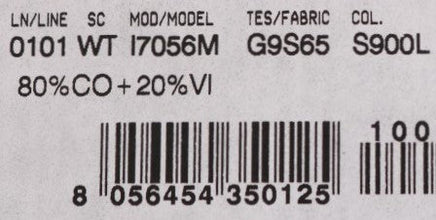 LN/LINE SC MOD/MODEL TES/FABRIC COL.
0101 WT I7056M G9S65 S900L
80%CO+20%VI
100
8 056454 350125